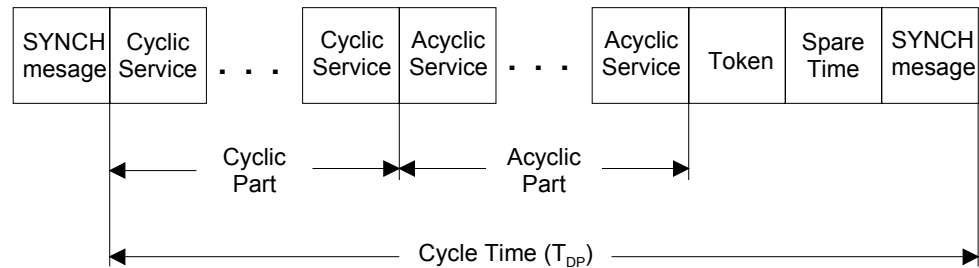 SYNCH
mesage
Cyclic
Service
. . .
Cyclic
Service
Acyclic
Service
. . .
Acyclic
Service
Token
Spare
Time
SYNCH
mesage
Cyclic
Part
Acyclic
Part
Cycle Time (T_DP)